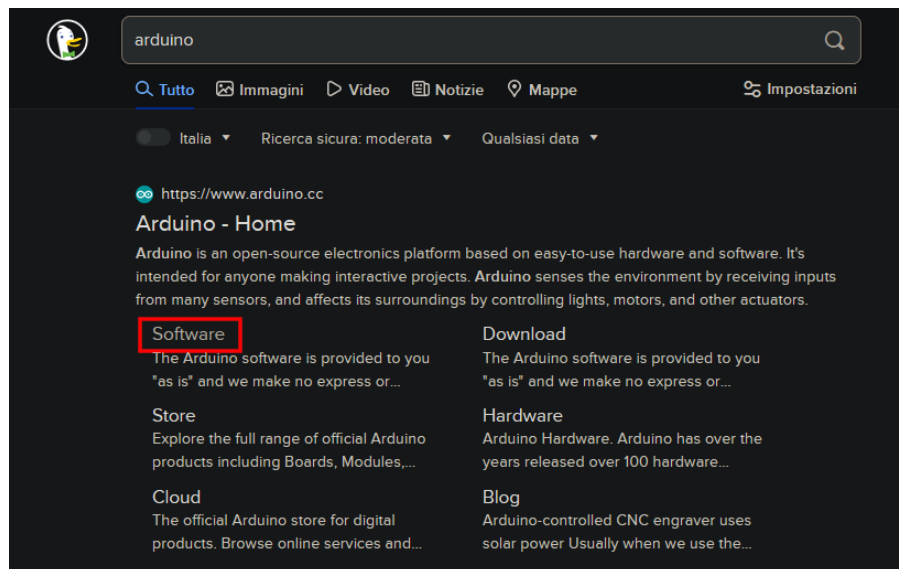 arduino
Tutto Immagini Video Notizie Mappe Impostazioni
Italia Ricerca sicura: moderata Qualsiasi data
https://www.arduino.cc
Arduino - Home
Arduino is an open-source electronics platform based on easy-to-use hardware and software. It's
intended for anyone making interactive projects. Arduino senses the environment by receiving inputs
from many sensors, and affects its surroundings by controlling lights, motors, and other actuators.
Software
The Arduino software is provided to you
"as is" and we make no express or...
Download
The Arduino software is provided to you
"as is" and we make no express or...
Store
Explore the full range of official Arduino
products including Boards, Modules,...
Hardware
Arduino Hardware. Arduino has over the
years released over 100 hardware...
Cloud
The official Arduino store for digital
products. Browse online services and...
Blog
Arduino-controlled CNC engraver uses
solar power Usually when we use the...